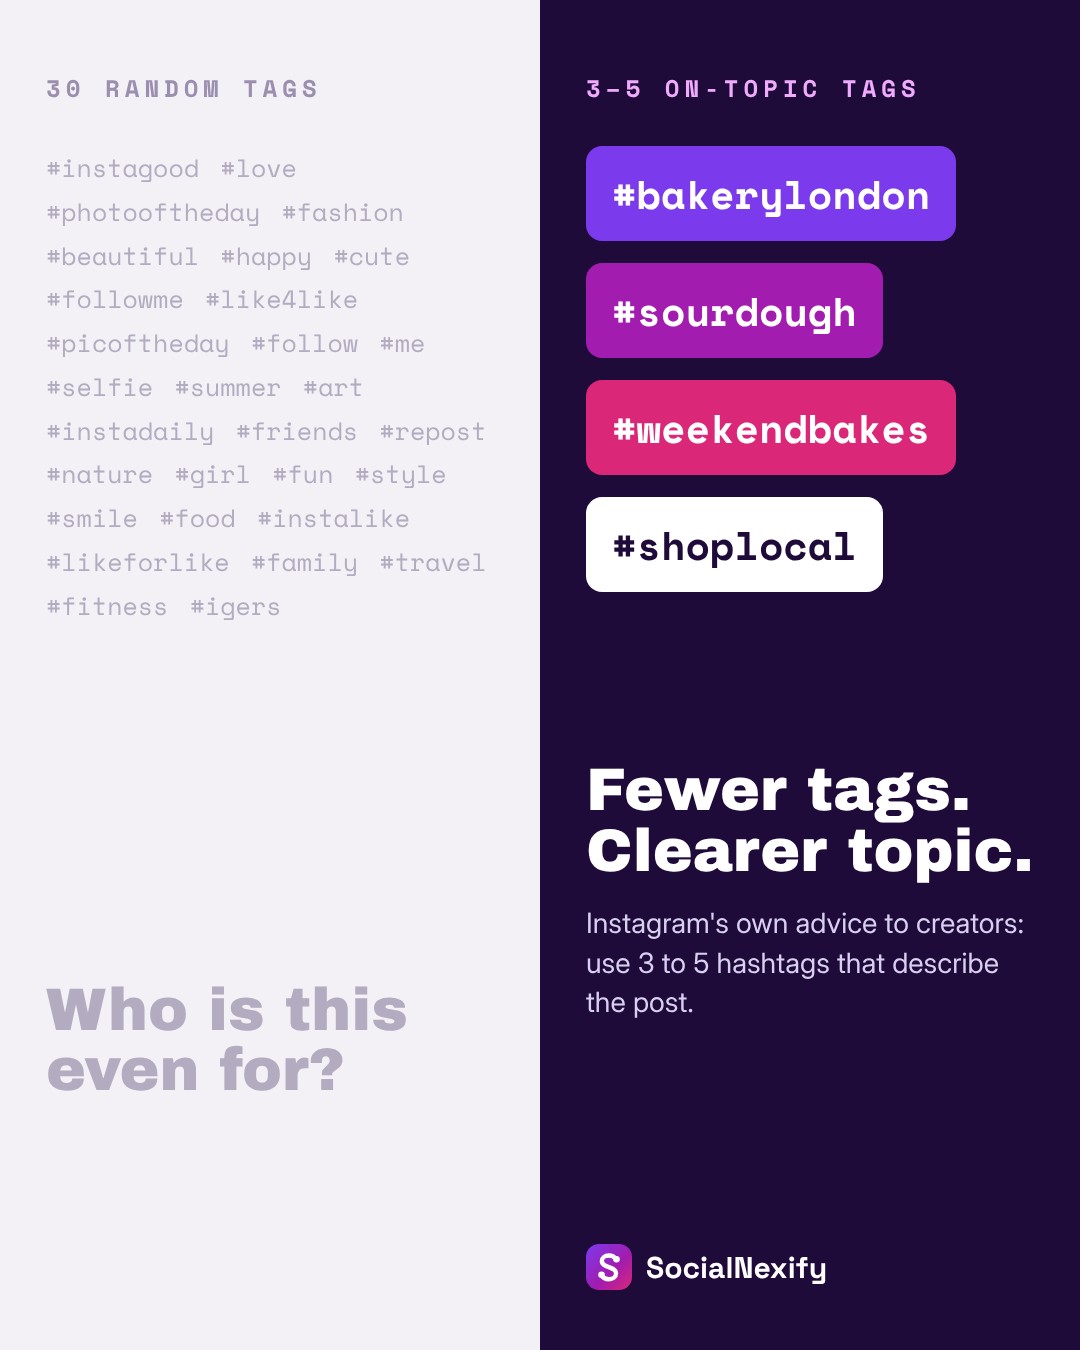 30 RANDOM TAGS
#instagood #love
#photooftheday #fashion
#beautiful #happy #cute
#followme #like4like
#picoftheday #follow #me
#selfie #summer #art
#instadaily #friends #repost
#nature #girl #fun #style
#smile #food #instalike
#likeforlike #family #travel
#fitness #igers
Who is this
even for?
3–5 ON-TOPIC TAGS
#bakerylondon
#sourdough
#weekendbakes
#shoplocal
Fewer tags.
Clearer topic.
Instagram's own advice to creators:
use 3 to 5 hashtags that describe
the post.
S SocialNexify